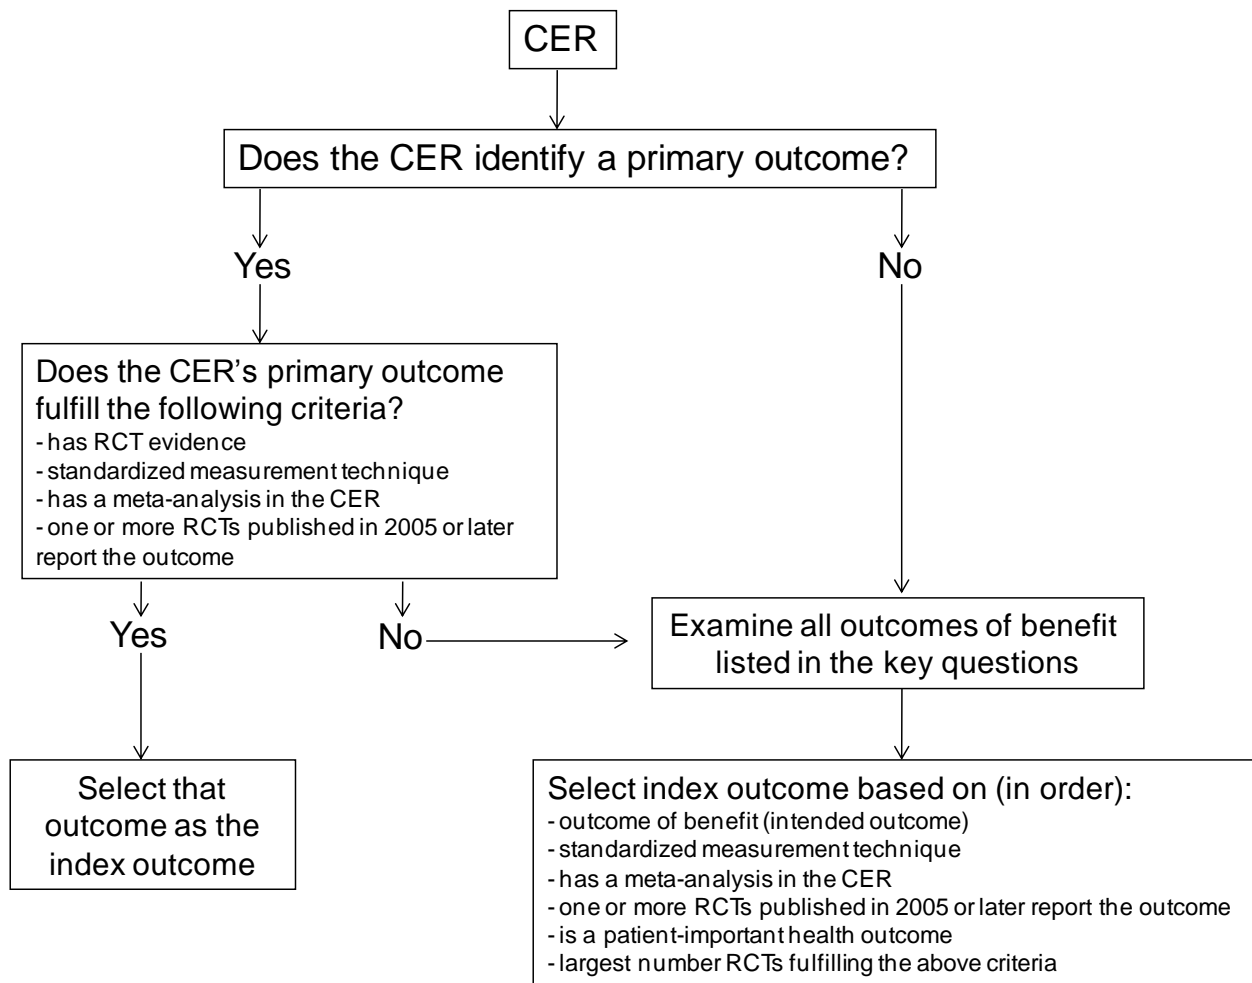 CER
Does the CER identify a primary outcome?
Yes
No
Does the CER’s primary outcome
fulfill the following criteria?
- has RCT evidence
- standardized measurement technique
- has a meta-analysis in the CER
- one or more RCTs published in 2005 or later
report the outcome
Yes
No
Examine all outcomes of benefit
listed in the key questions
Select that
outcome as the
index outcome
Select index outcome based on (in order):
- outcome of benefit (intended outcome)
- standardized measurement technique
- has a meta-analysis in the CER
- one or more RCTs published in 2005 or later report the outcome
- is a patient-important health outcome
- largest number RCTs fulfilling the above criteria